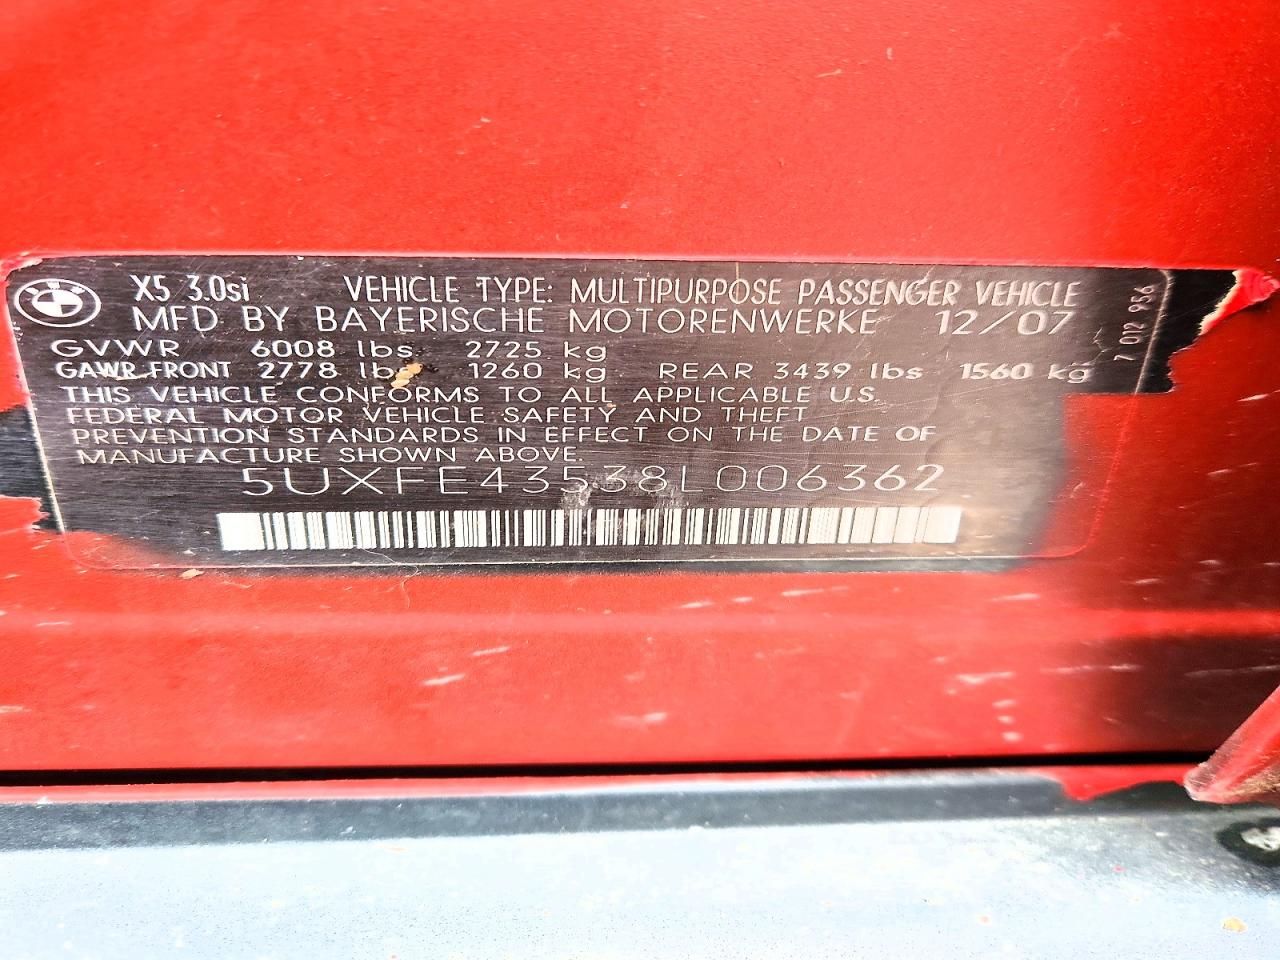 X5 3.0si VEHICLE TYPE: MULTIPURPOSE PASSENGER VEHICLE
MFD BY BAYERISCHE MOTORENWERKE 12/07
GVWR 6008 lbs 2725 kg
GAWR FRONT 2778 lbs 1260 kg REAR 3439 lbs 1560 kg
THIS VEHICLE CONFORMS TO ALL APPLICABLE U.S.
FEDERAL MOTOR VEHICLE SAFETY AND THEFT
PREVENTION STANDARDS IN EFFECT ON THE DATE OF
MANUFACTURE SHOWN ABOVE.
5UXFE43538L006362
7 012 956